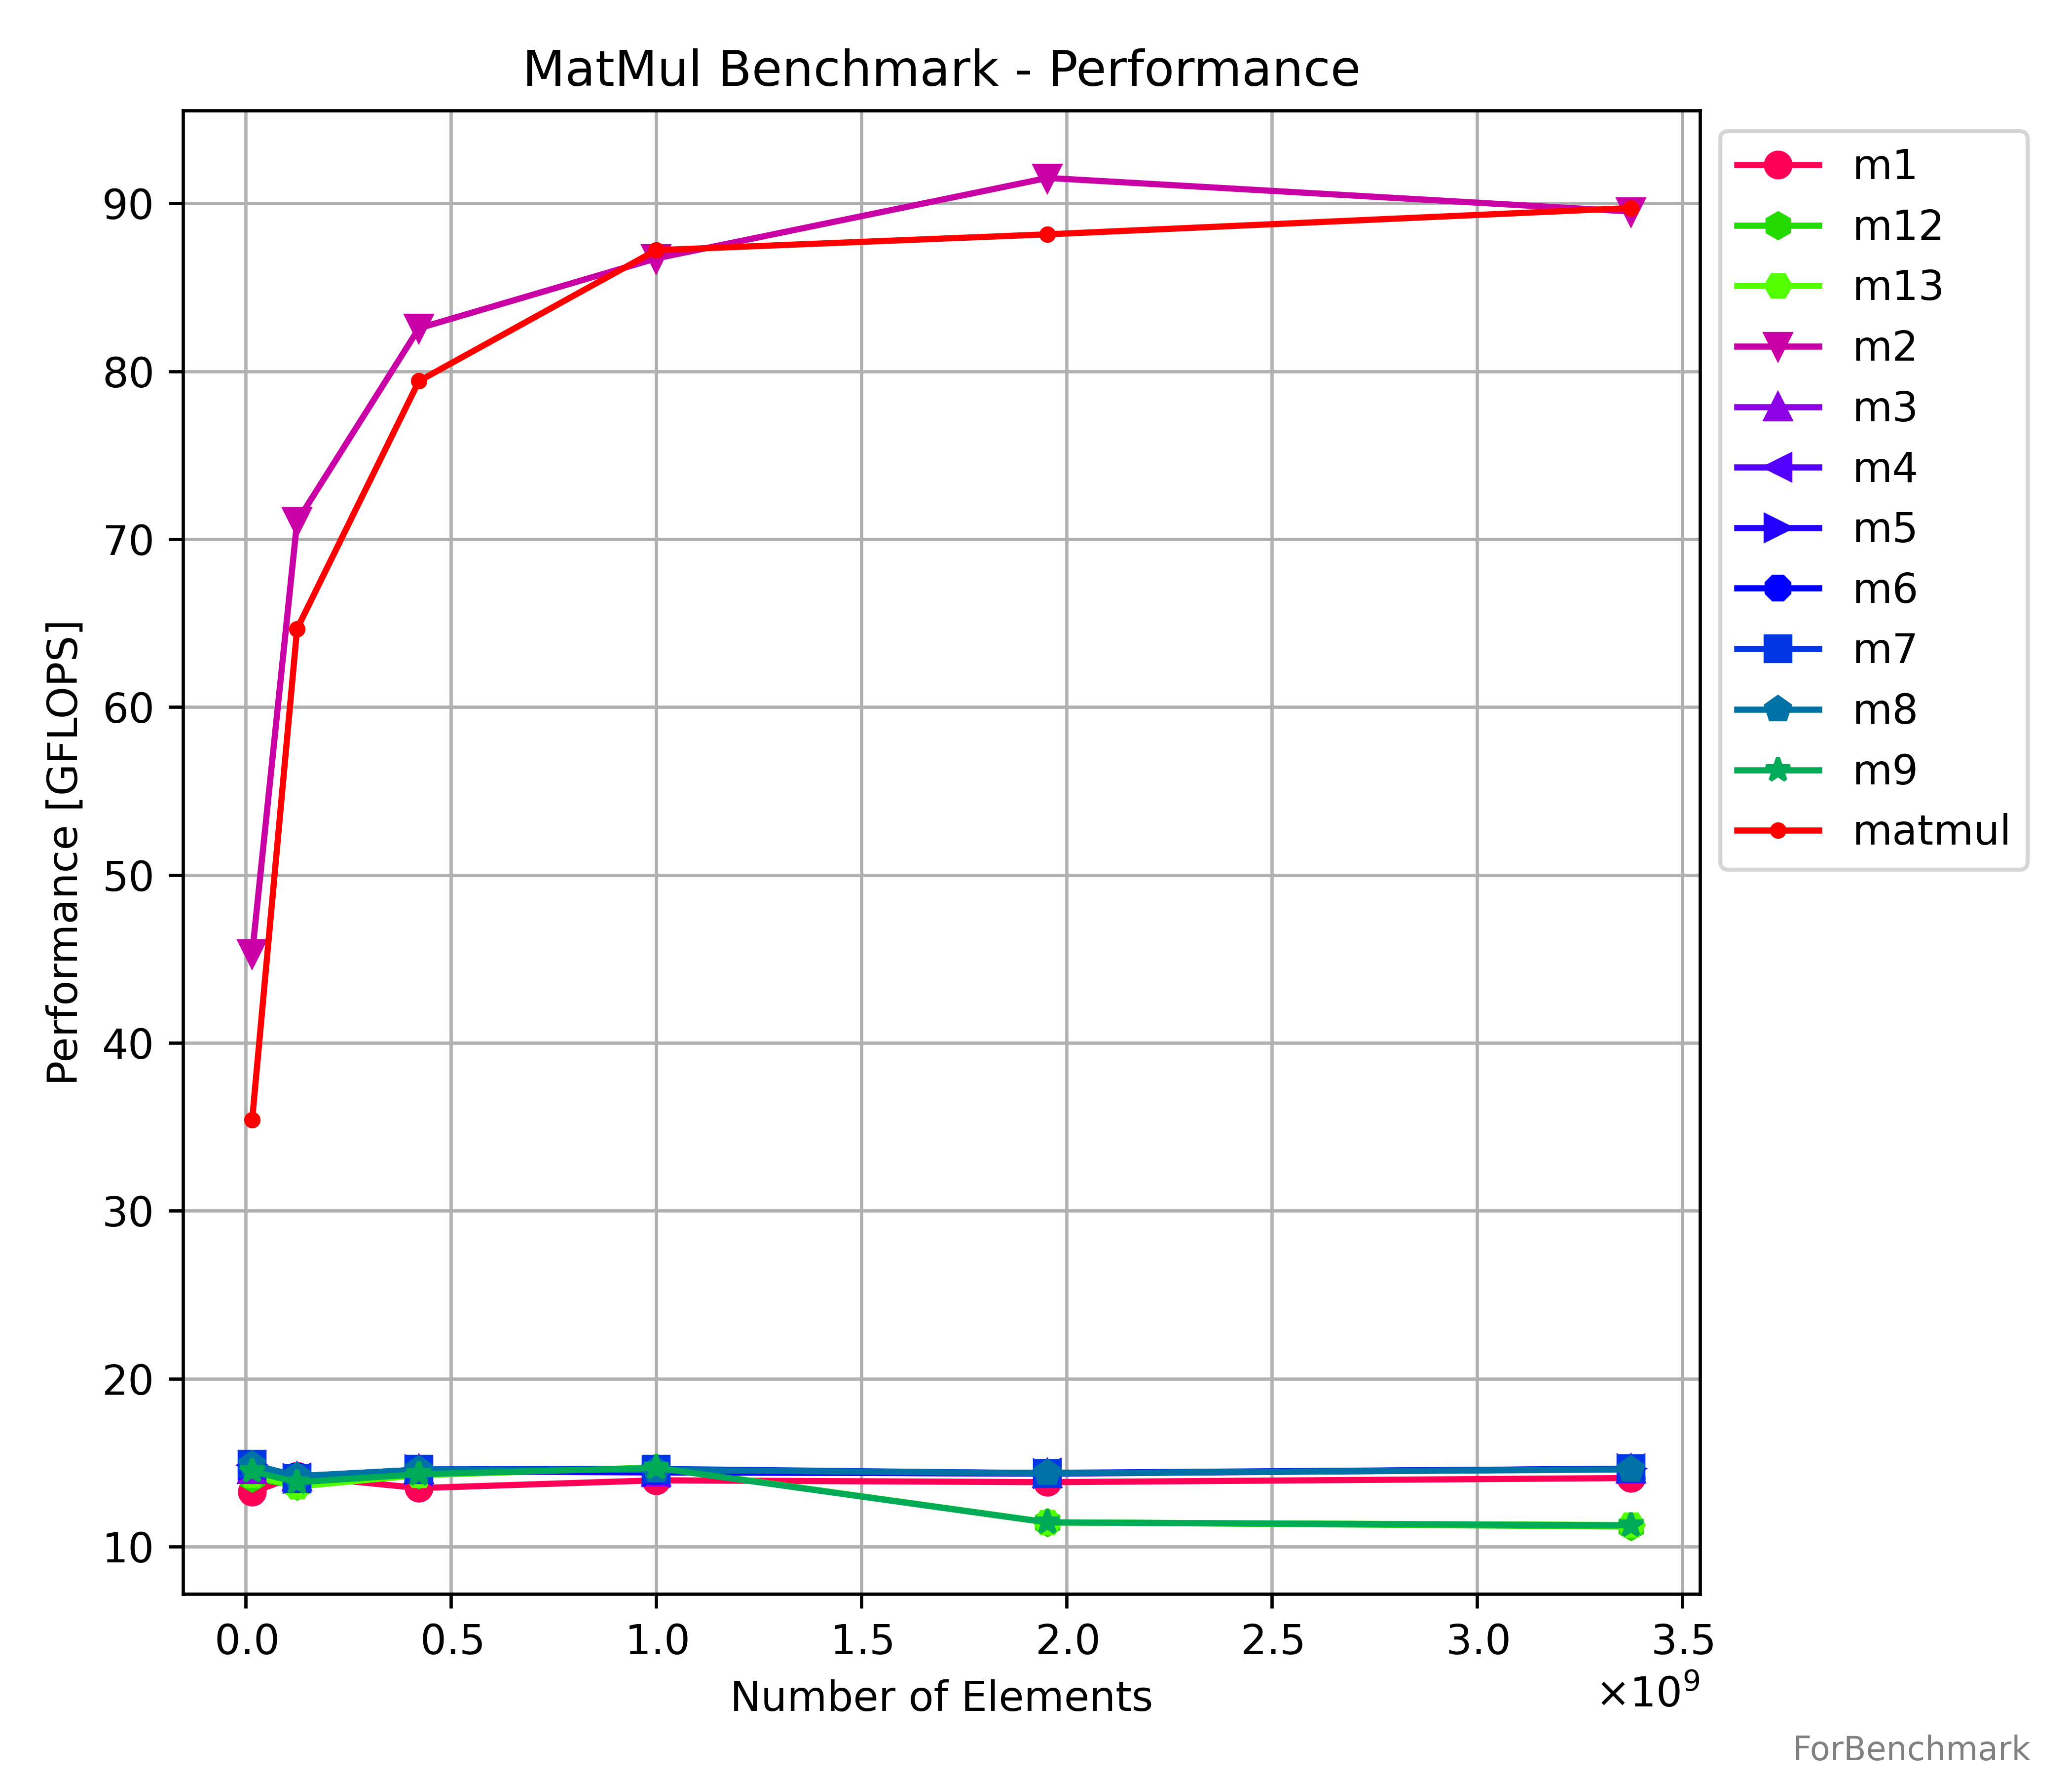 MatMul Benchmark - Performance
Performance [GFLOPS]
90
80
70
60
50
40
30
20
10
0.0 0.5 1.0 1.5 2.0 2.5 3.0 3.5
×10⁹
Number of Elements
m1
m12
m13
m2
m3
m4
m5
m6
m7
m8
m9
matmul
ForBenchmark